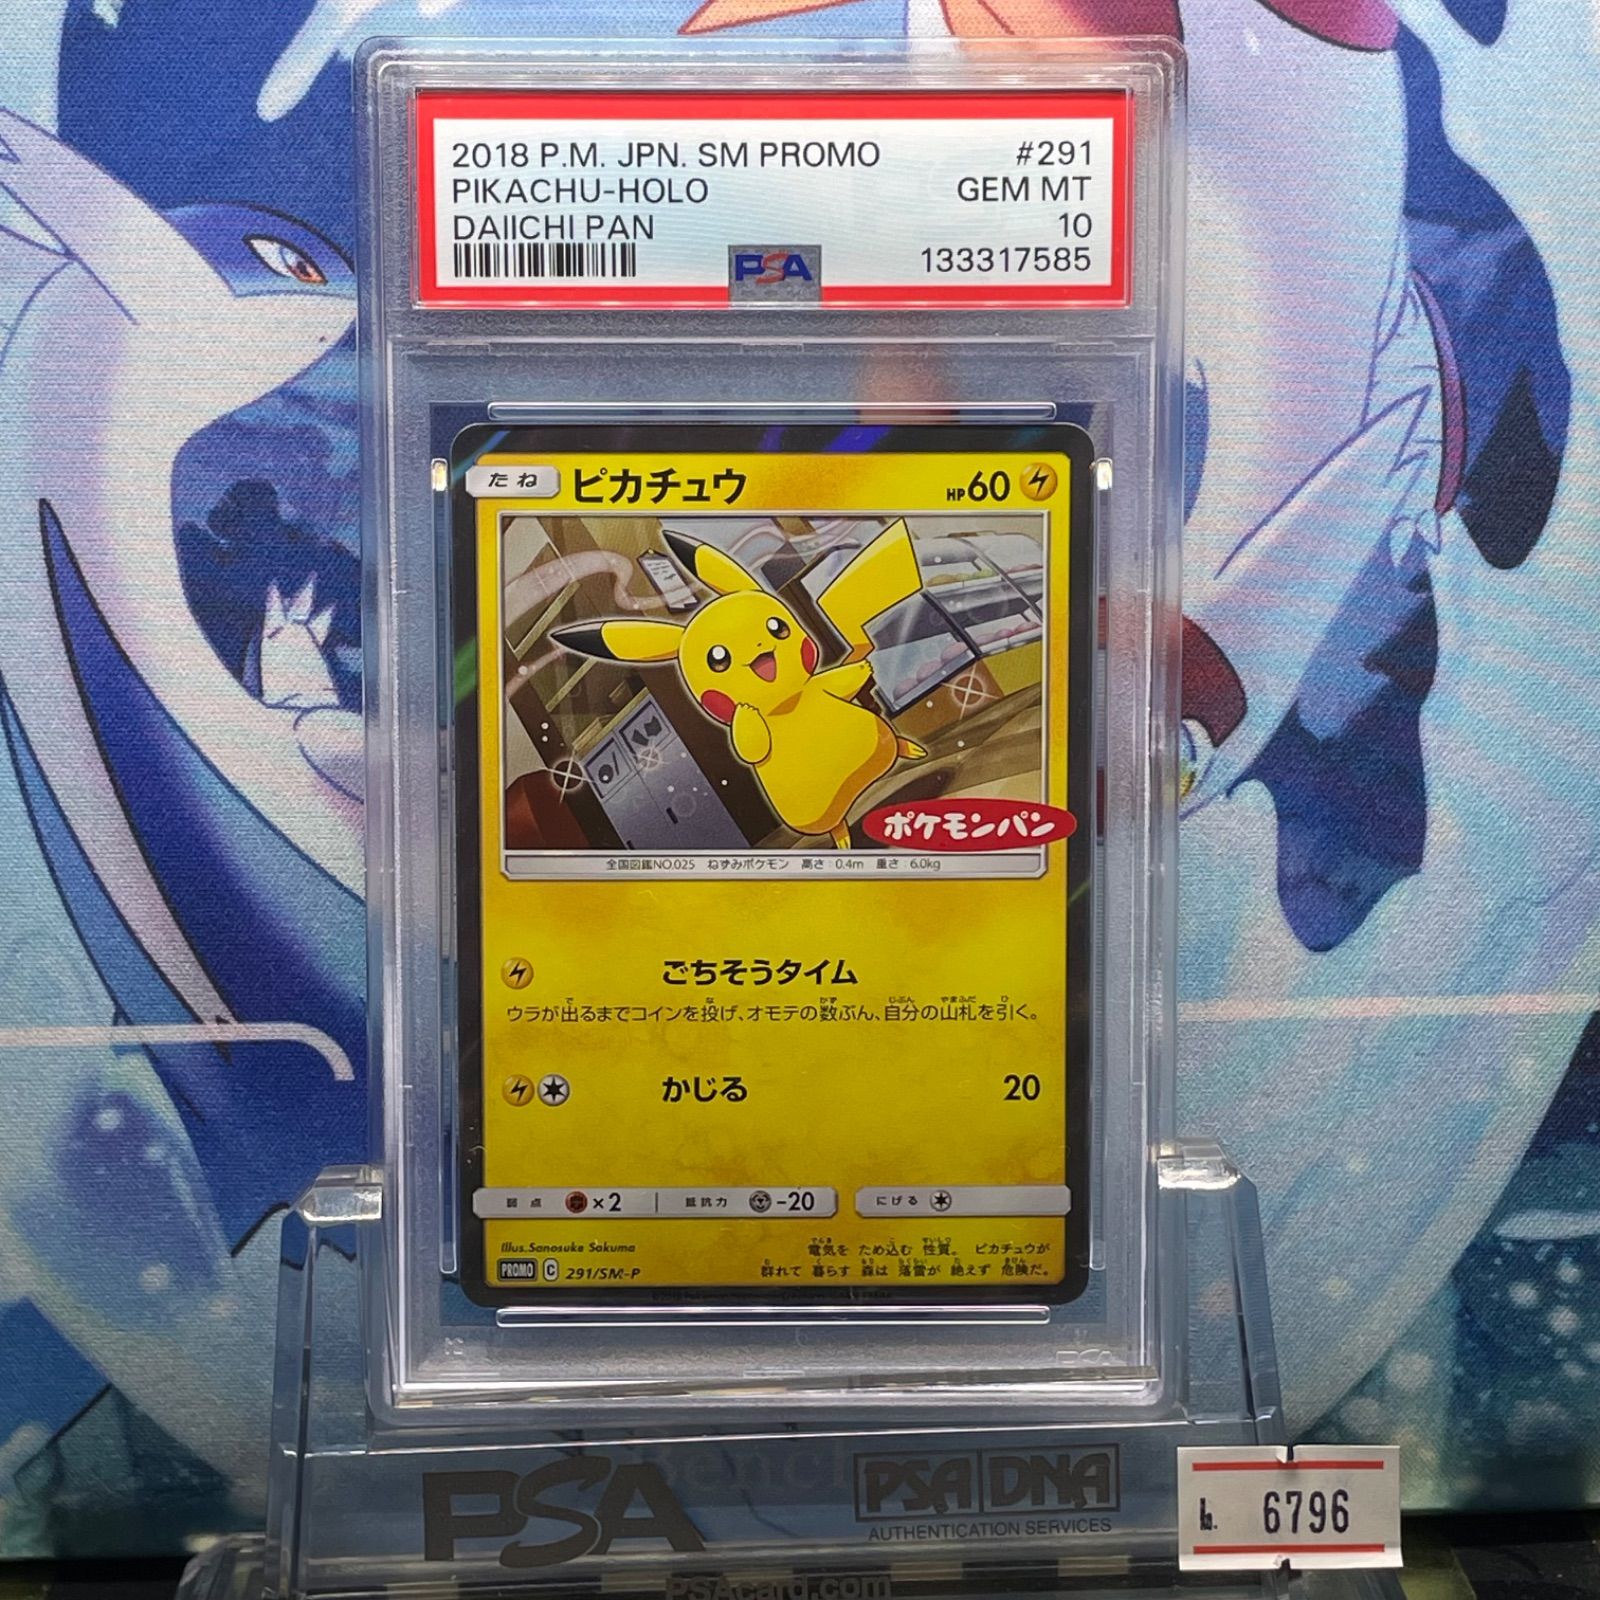 2018 P.M. JPN. SM PROMO #291
PIKACHU-HOLO GEM MT
DAIICHI PAN 10
PSA 133317585
たね ピカチュウ HP60
ポケモンパン
全国図鑑NO.025 ねずみポケモン 高さ:0.4m 重さ:6.0kg
ごちそうタイム
ウラが出るまでコインを投げ、オモテの数ぶん、自分の山札を引く。
かじる 20
弱点 ×2 抵抗力 -20 にげる
Illus.Sanosuke Sakuma
電気を ため込む 性質。 ピカチュウが
群れて 暮らす 森は 落雷が 絶えず 危険だ。
PROMO C 291/SM-P
PSA
PSA DNA
AUTHENTICATION SERVICES
PSAcard.com
№. 6796